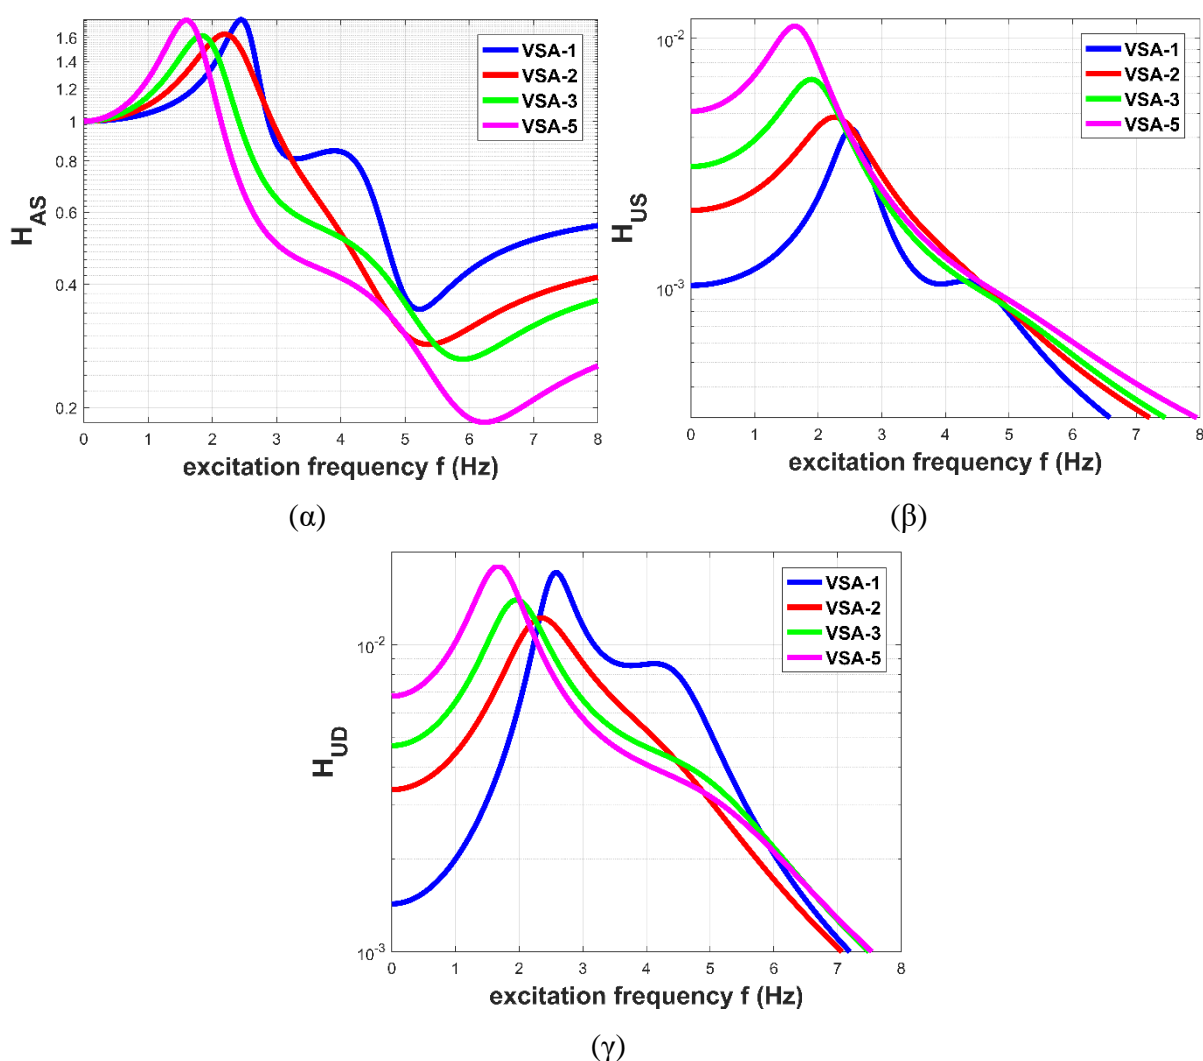 H_AS
1.6
1.4
1.2
1
0.8
0.6
0.4
0.2
0 1 2 3 4 5 6 7 8
excitation frequency f (Hz)
VSA-1
VSA-2
VSA-3
VSA-5
(α)
H_US
10^-2
10^-3
0 1 2 3 4 5 6 7 8
excitation frequency f (Hz)
VSA-1
VSA-2
VSA-3
VSA-5
(β)
H_UD
10^-2
10^-3
0 1 2 3 4 5 6 7 8
excitation frequency f (Hz)
VSA-1
VSA-2
VSA-3
VSA-5
(γ)